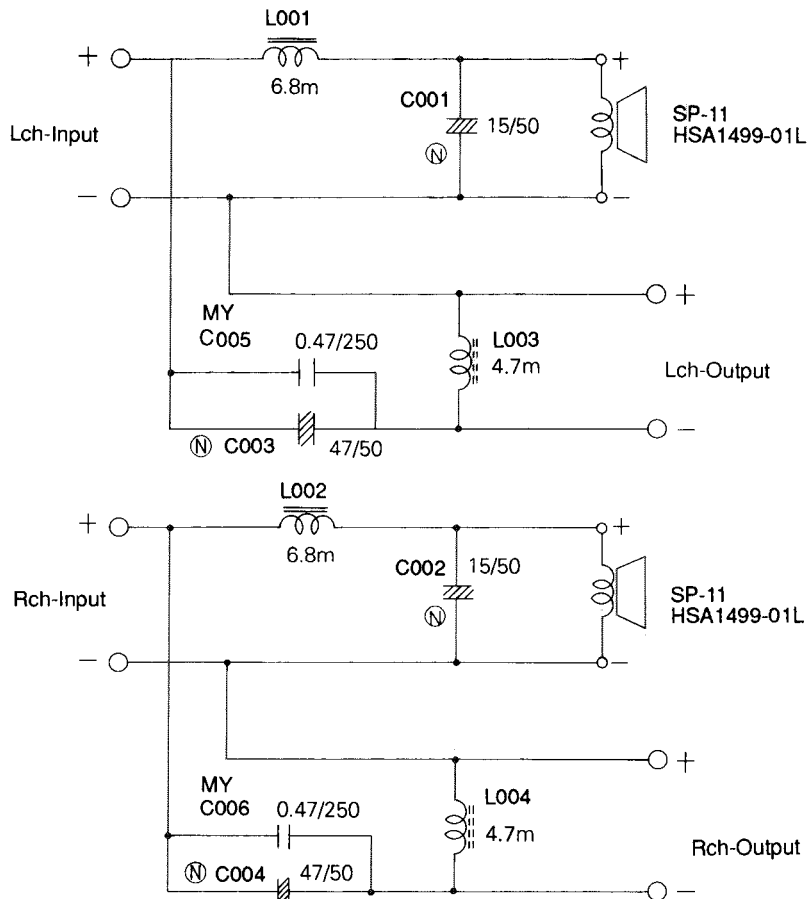 L001
+
6.8m
+
C001
15/50
SP-11
HSA1499-01L
Lch-Input
Ⓝ
−
−
+
MY
C005
0.47/250
L003
4.7m
Lch-Output
Ⓝ C003
47/50
−
L002
+
6.8m
+
C002
15/50
SP-11
HSA1499-01L
Rch-Input
Ⓝ
−
−
+
MY
C006
0.47/250
L004
4.7m
Rch-Output
Ⓝ C004
47/50
−